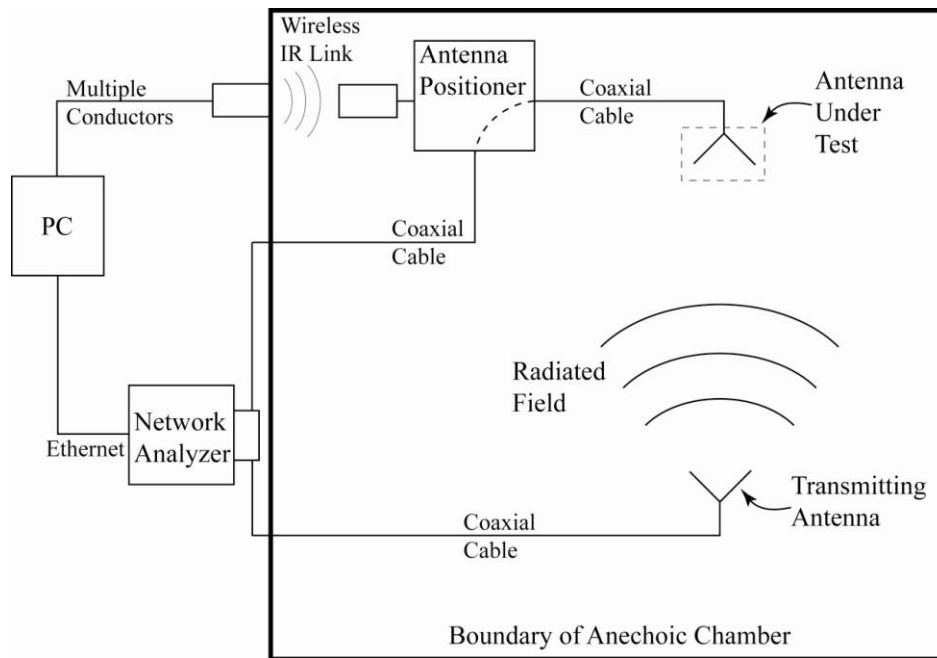 Wireless
IR Link
Antenna
Positioner
Coaxial
Cable
Antenna
Under
Test
Multiple
Conductors
PC
Coaxial
Cable
Radiated
Field
Network
Analyzer
Ethernet
Transmitting
Antenna
Coaxial
Cable
Boundary of Anechoic Chamber